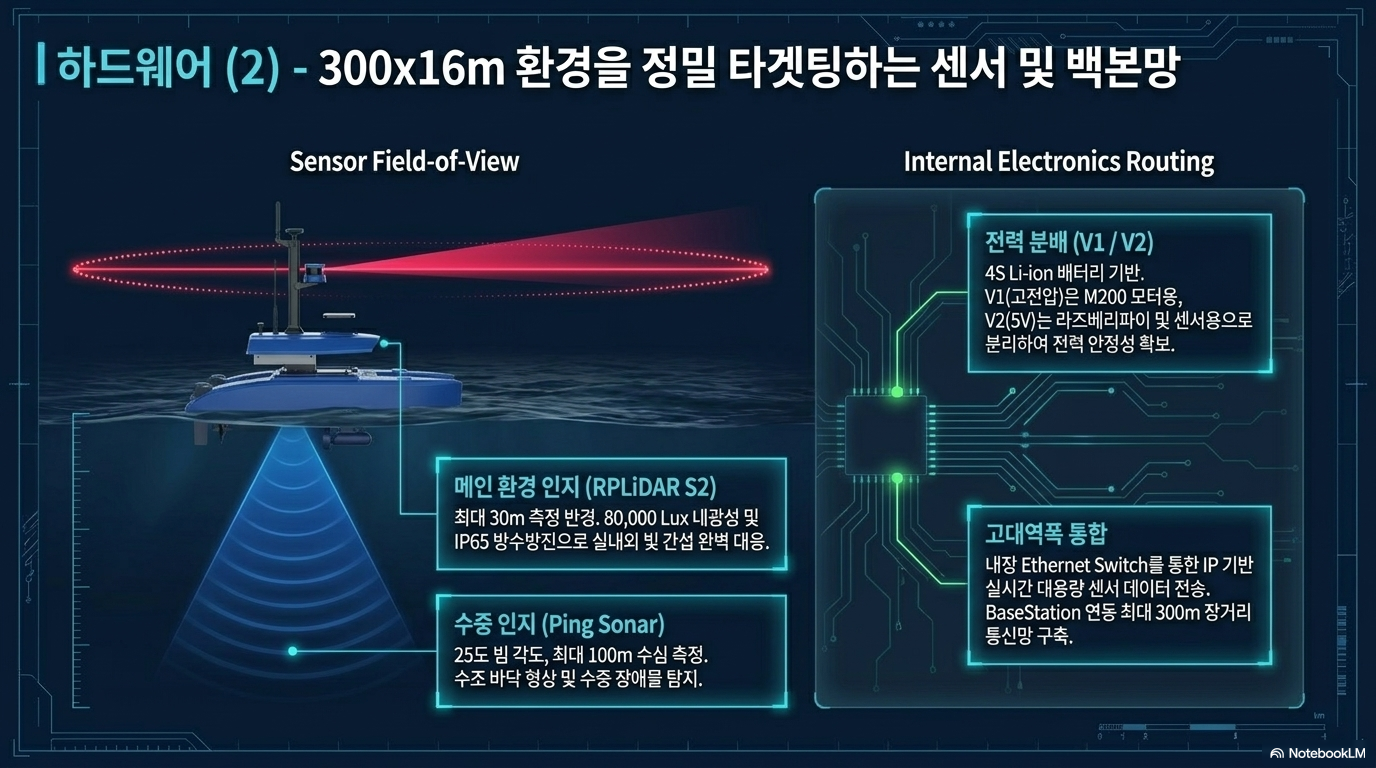 하드웨어 (2) - 300x16m 환경을 정밀 타겟팅하는 센서 및 백본망
Sensor Field-of-View
메인 환경 인지 (RPLiDAR S2)
최대 30m 측정 반경. 80,000 Lux 내광성 및
IP65 방수방진으로 실내외 빛 간섭 완벽 대응.
수중 인지 (Ping Sonar)
25도 빔 각도, 최대 100m 수심 측정.
수조 바닥 형상 및 수중 장애물 탐지.
Internal Electronics Routing
전력 분배 (V1 / V2)
4S Li-ion 배터리 기반.
V1(고전압)은 M200 모터용,
V2(5V)는 라즈베리파이 및 센서용으로
분리하여 전력 안정성 확보.
고대역폭 통합
내장 Ethernet Switch를 통한 IP 기반
실시간 대용량 센서 데이터 전송.
BaseStation 연동 최대 300m 장거리
통신망 구축.
km
NotebookLM